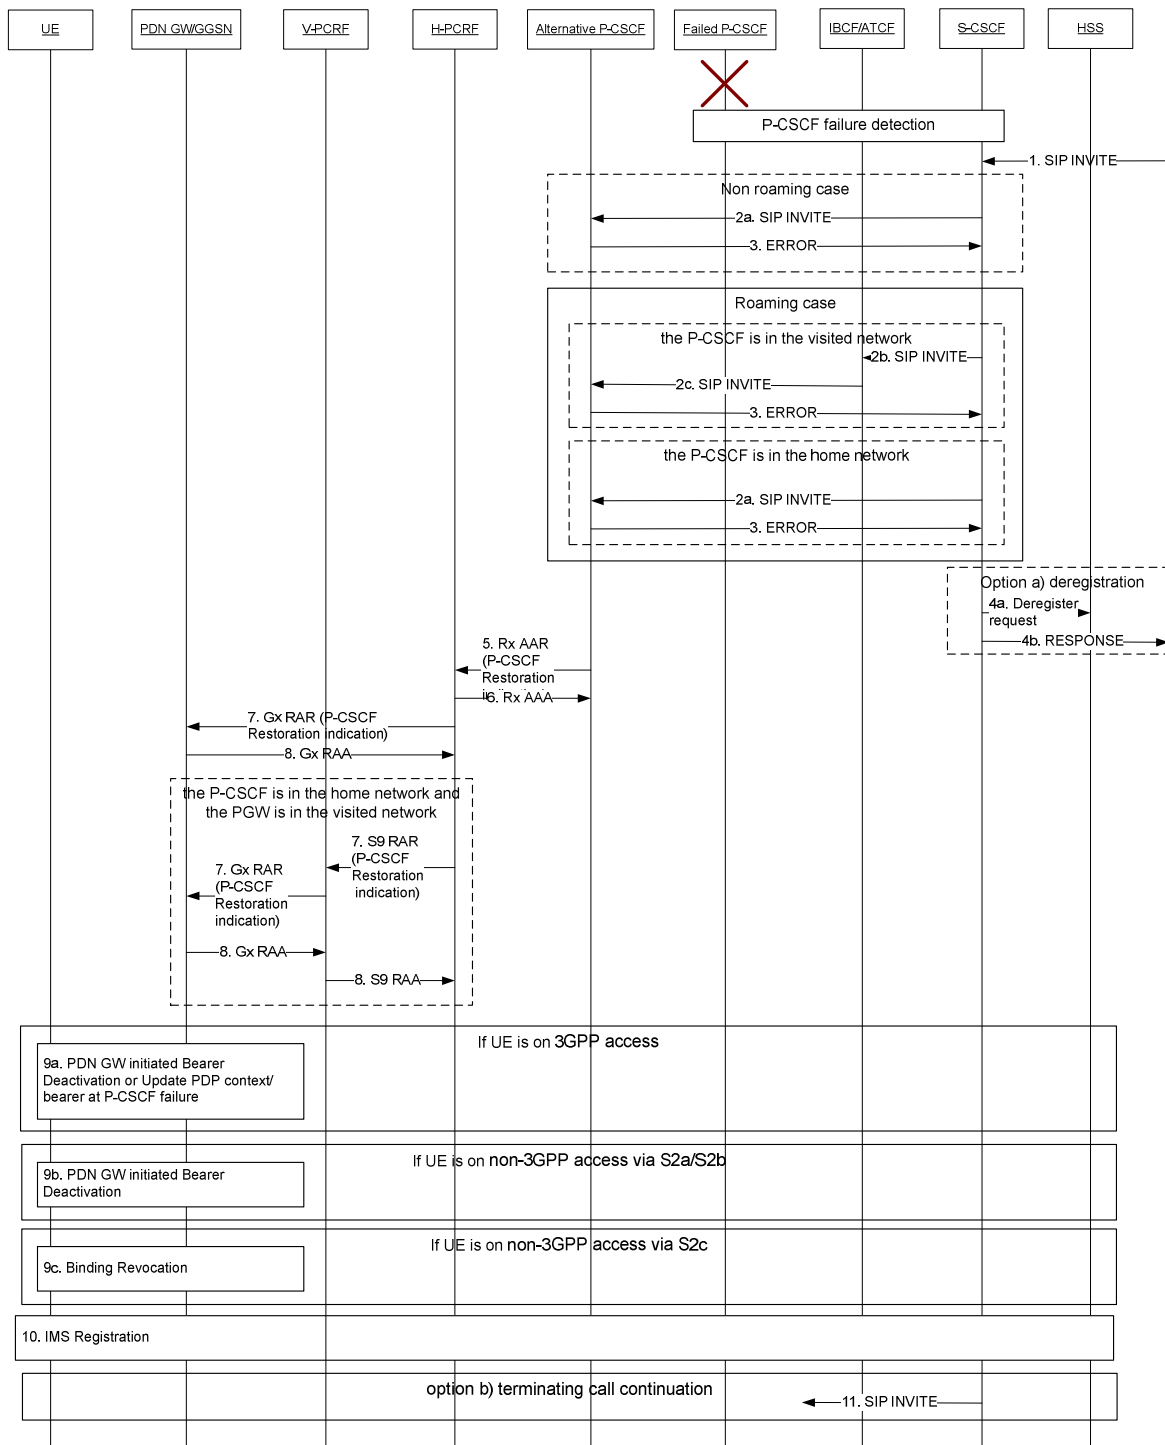 UE
PDN GW/GGSN
V-PCRF
H-PCRF
Alternative P-CSCF
Failed P-CSCF
IBCF/ATCF
S-CSCF
HSS
P-CSCF failure detection
1. SIP INVITE
Non roaming case
2a. SIP INVITE
3. ERROR
Roaming case
the P-CSCF is in the visited network
2b. SIP INVITE
2c. SIP INVITE
3. ERROR
the P-CSCF is in the home network
2a. SIP INVITE
3. ERROR
Option a) deregistration
4a. Deregister
request
4b. RESPONSE
5. Rx AAR
(P-CSCF
Restoration
6. Rx AAA
7. Gx RAR (P-CSCF
Restoration indication)
8. Gx RAA
the P-CSCF is in the home network and
the PGW is in the visited network
7. S9 RAR
(P-CSCF
Restoration
indication)
7. Gx RAR
(P-CSCF
Restoration
indication)
8. Gx RAA
8. S9 RAA
If UE is on 3GPP access
9a. PDN GW initiated Bearer
Deactivation or Update PDP context/
bearer at P-CSCF failure
If UE is on non-3GPP access via S2a/S2b
9b. PDN GW initiated Bearer
Deactivation
If UE is on non-3GPP access via S2c
9c. Binding Revocation
10. IMS Registration
option b) terminating call continuation
11. SIP INVITE